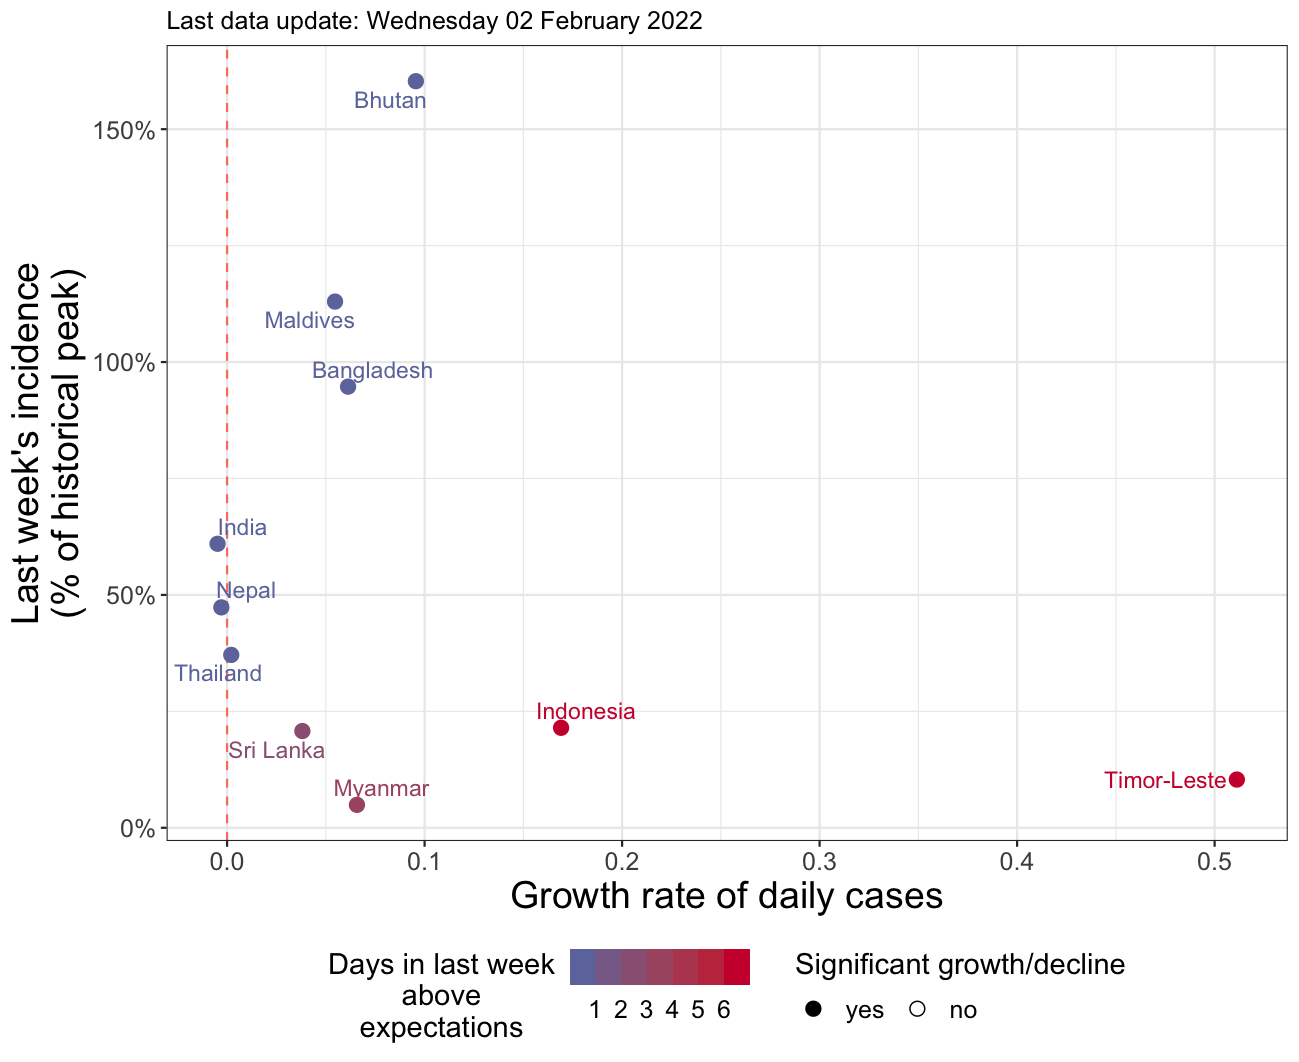 Last data update: Wednesday 02 February 2022
Last week's incidence
(% of historical peak)
150%
100%
50%
0%
Bhutan
Maldives
Bangladesh
India
Nepal
Thailand
Sri Lanka
Myanmar
Indonesia
Timor-Leste
0.0 0.1 0.2 0.3 0.4 0.5
Growth rate of daily cases
Days in last week
above
expectations
1 2 3 4 5 6
Significant growth/decline
yes no